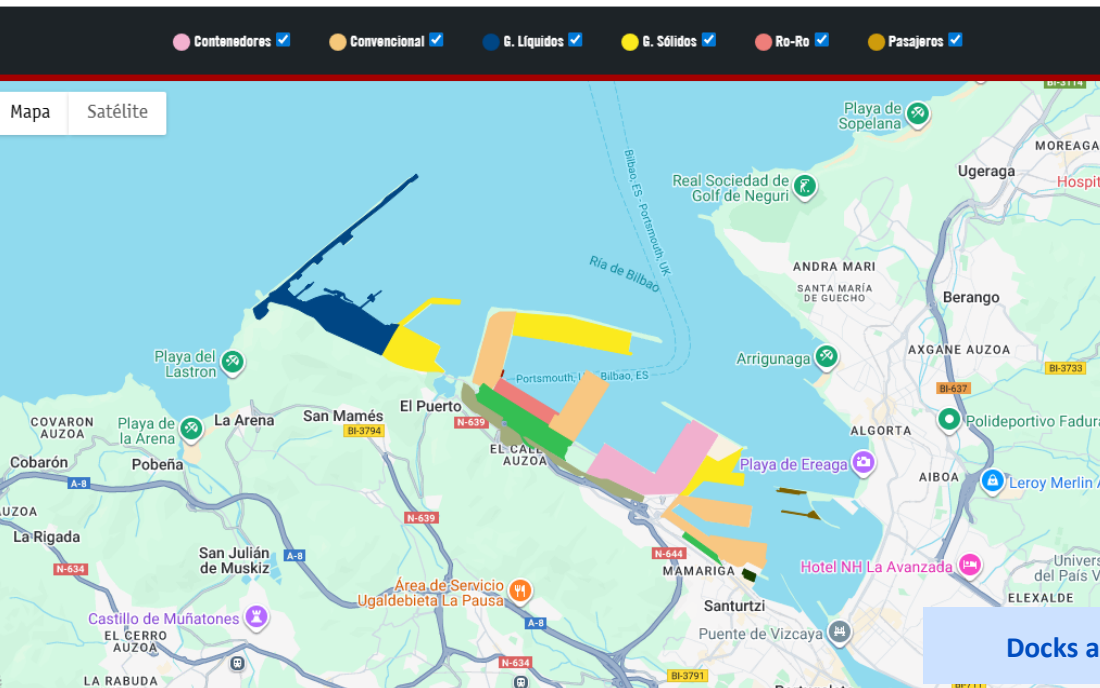 Contenedores
Convencional
G. Líquidos
G. Sólidos
Ro-Ro
Pasajeros
Mapa
Satélite
BI-3114
Playa de
Sopelana
MOREAGA
Ugeraga
Real Sociedad de
Golf de Neguri
Hospit
Bilbao, ES - Portsmouth, UK
Ría de Bilbao
ANDRA MARI
SANTA MARÍA
DE GUECHO
Berango
Playa del
Lastron
Arrigunaga
AXGANE AUZOA
BI-3733
Portsmouth, U
Bilbao, ES
BI-637
COVARON
AUZOA
Playa de
la Arena
La Arena
San Mamés
El Puerto
BI-3794
N-639
Polideportivo Fadura
ALGORTA
EL CALE
AUZOA
Cobarón
Pobeña
Playa de Ereaga
A-8
AIBOA
Leroy Merlin A
AUZOA
N-639
La Rigada
San Julián
de Muskiz
A-8
N-644
N-634
MAMARIGA
Hotel NH La Avanzada
Univers
del País V
Área de Servicio
Ugaldebieta La Pausa
ELEXALDE
Santurtzi
Castillo de Muñatones
A-8
Puente de Vizcaya
EL CERRO
AUZOA
Docks a
N-634
BI-3791
LA RABUDA
BI-711